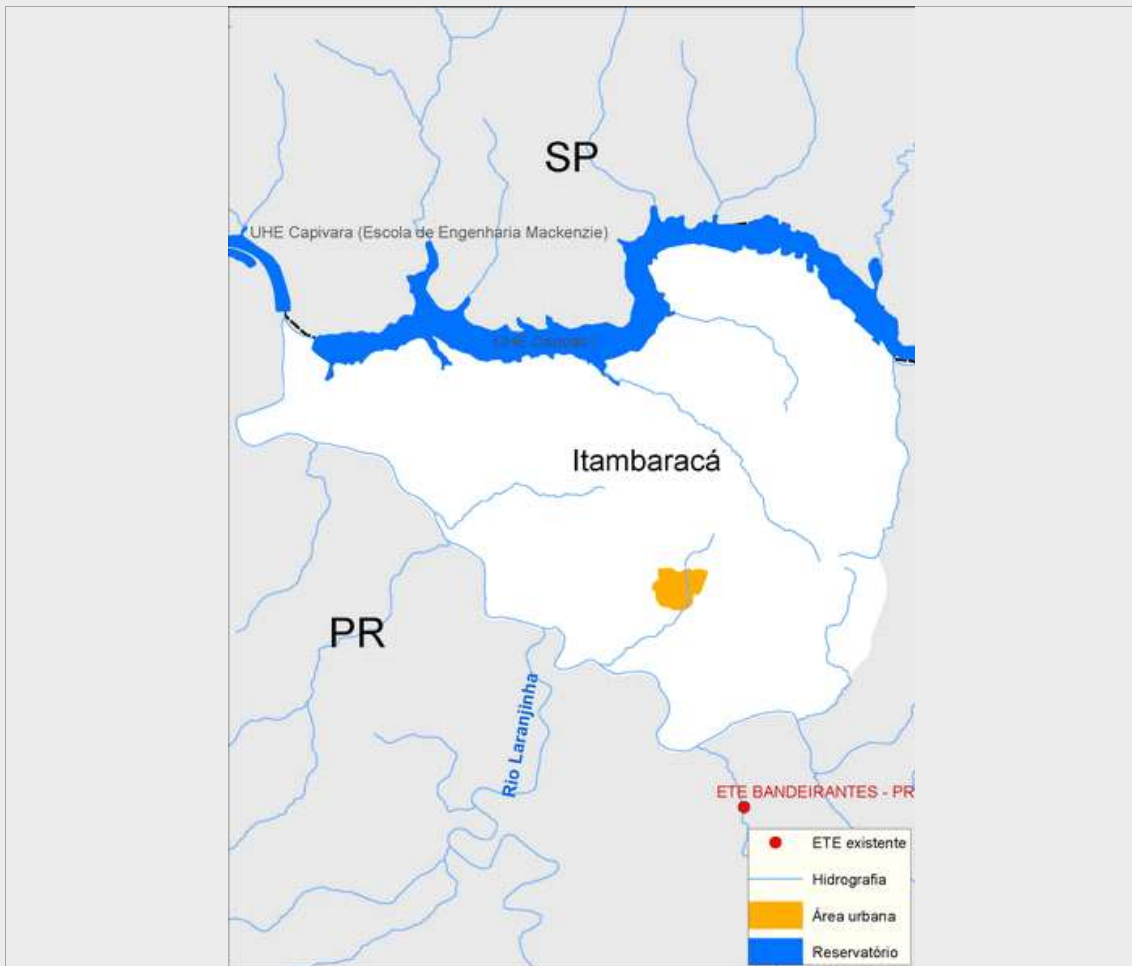 SP
UHE Capivara (Escola de Engenharia Mackenzie)
UHE
Itambaracá
PR
Rio Laranjinha
ETE BANDEIRANTES - PR
ETE existente
Hidrografia
Área urbana
Reservatório